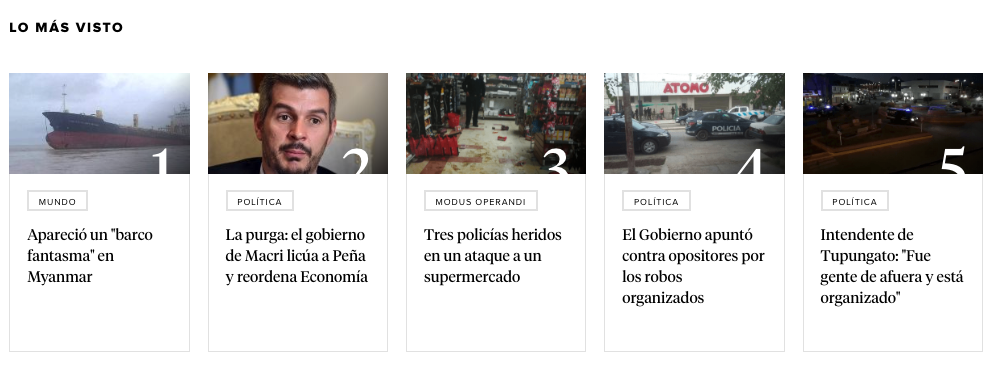 LO MÁS VISTO
1
2
3
ATOMO
POLICIA
4
5
MUNDO
Apareció un "barco
fantasma" en
Myanmar
POLÍTICA
La purga: el gobierno
de Macri licúa a Peña
y reordena Economía
MODUS OPERANDI
Tres policías heridos
en un ataque a un
supermercado
POLÍTICA
El Gobierno apuntó
contra opositores por
los robos
organizados
POLÍTICA
Intendente de
Tupungato: "Fue
gente de afuera y está
organizado"